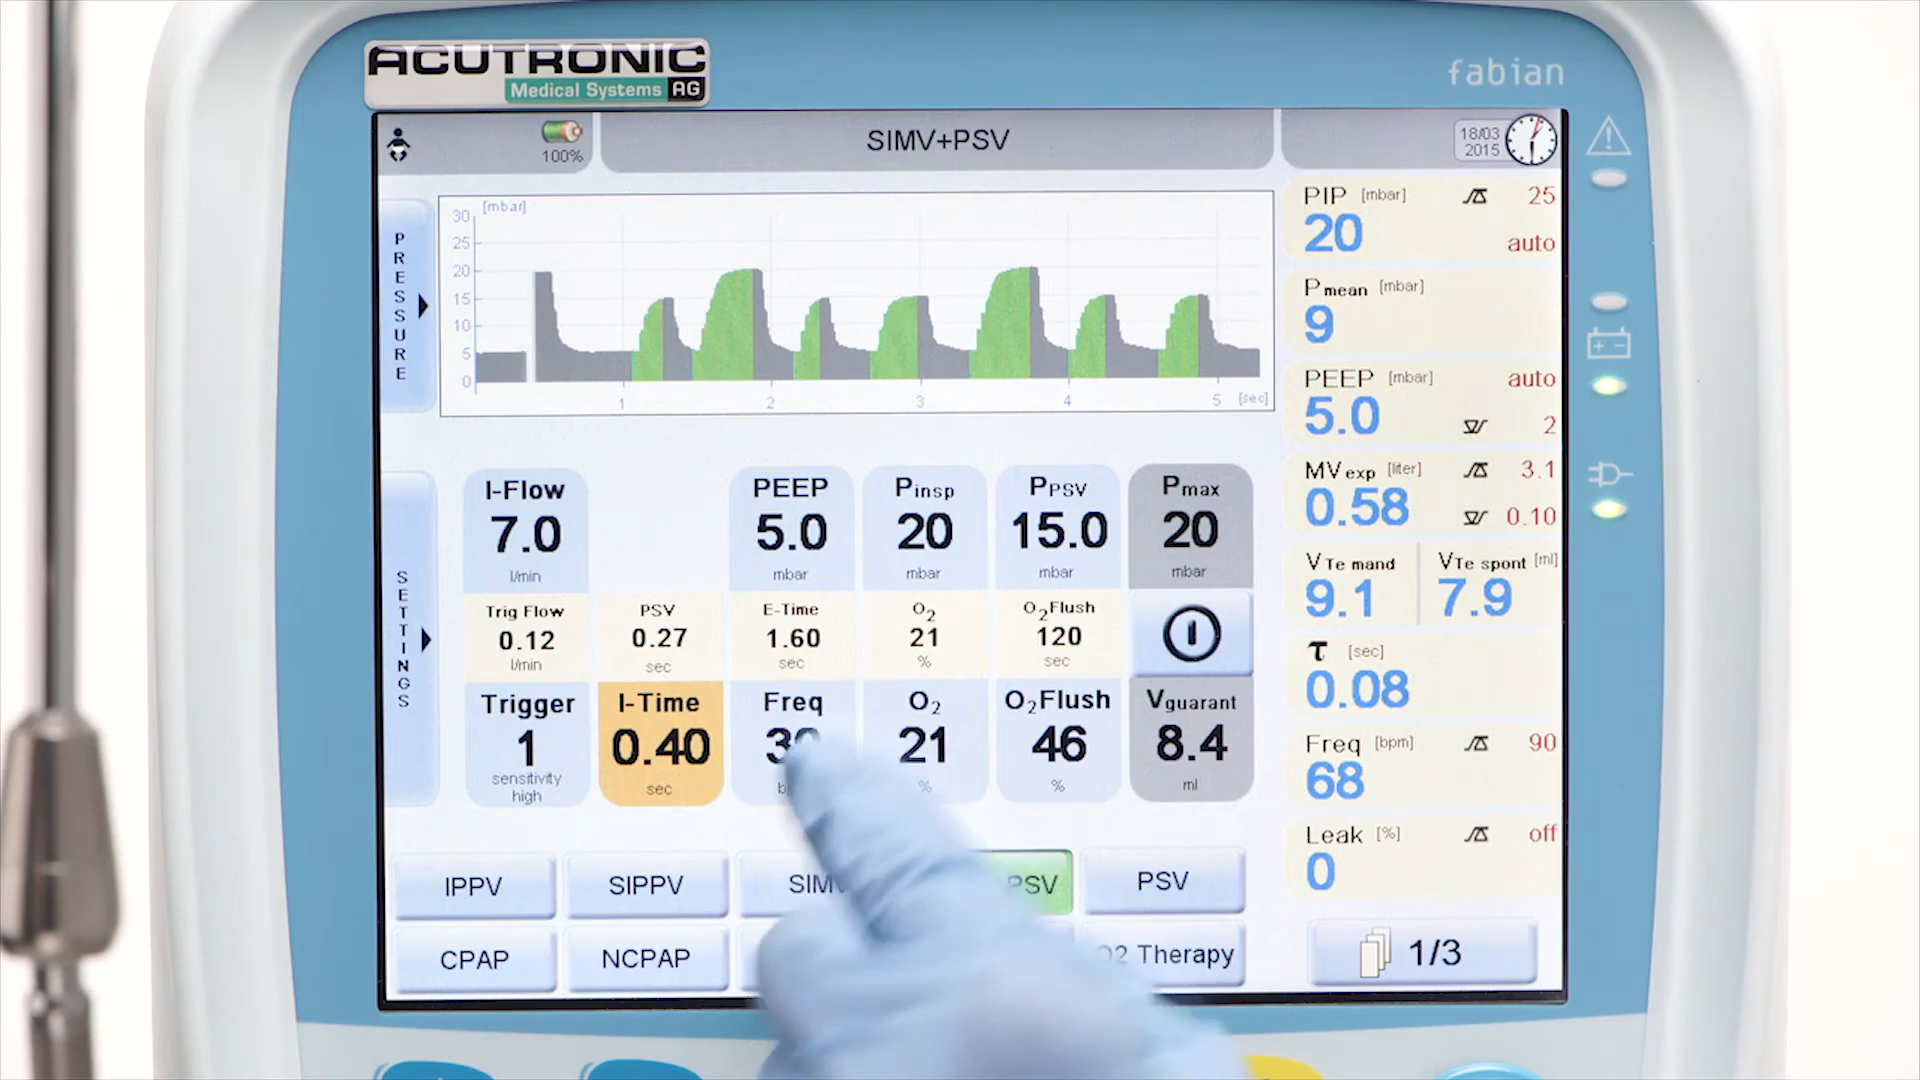 ACUTRONIC
Medical Systems AG
fabian
100%
SIMV+PSV
18/03
2015
PRESSURE
[mbar]
30
25
20
15
10
5
0
1 2 3 4 5 [sec]
PIP [mbar] 25
20 auto
Pmean [mbar]
9
PEEP [mbar] auto
5.0 2
MVexp [liter] 3.1
0.58 0.10
VTe mand VTe spont [ml]
9.1 7.9
τ [sec]
0.08
Freq [bpm] 90
68
Leak [%] off
0
1/3
SETTINGS
I-Flow PEEP Pinsp PPSV Pmax
7.0 5.0 20 15.0 20
l/min mbar mbar mbar mbar
Trig Flow PSV E-Time O2 O2Flush
0.12 0.27 1.60 21 120
l/min sec sec % sec
Trigger I-Time Freq O2 O2Flush Vguarant
1 0.40 21 46 8.4
sensitivity
high sec % % ml
IPPV SIPPV SIMV PSV PSV
CPAP NCPAP O2 Therapy